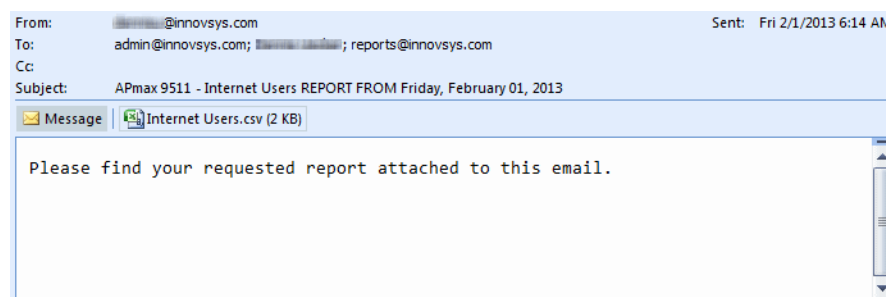 From: @innovsys.com Sent: Fri 2/1/2013 6:14 AM
To: admin@innovsys.com; ; reports@innovsys.com
Cc:
Subject: APmax 9511 - Internet Users REPORT FROM Friday, February 01, 2013
Message Internet Users.csv (2 KB)
Please find your requested report attached to this email.